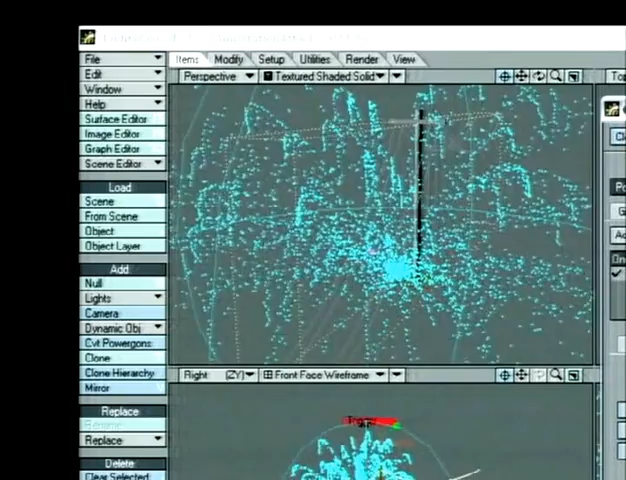 Items Modify Setup Utilities Render View
File
Edit
Window
Help
Surface Editor
Image Editor
Graph Editor
Scene Editor
Load
Scene
From Scene
Object
Object Layer
Add
Null
Lights
Camera
Dynamic Obj
Cvt Powergons
Clone
Clone Hierarchy
Mirror
Replace
Rename
Replace
Delete
Clear Selected
Perspective Textured Shaded Solid
Right (ZY) Front Face Wireframe